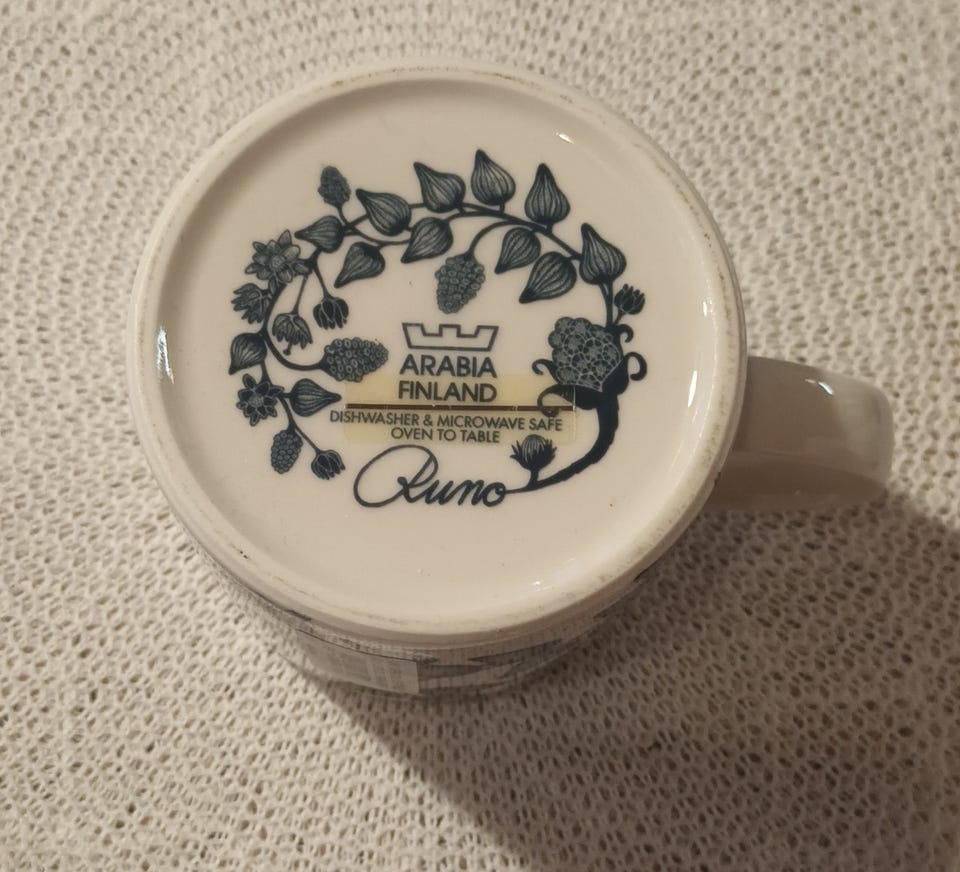 ARABIA
FINLAND
DISHWASHER & MICROWAVE SAFE
OVEN TO TABLE
Runo